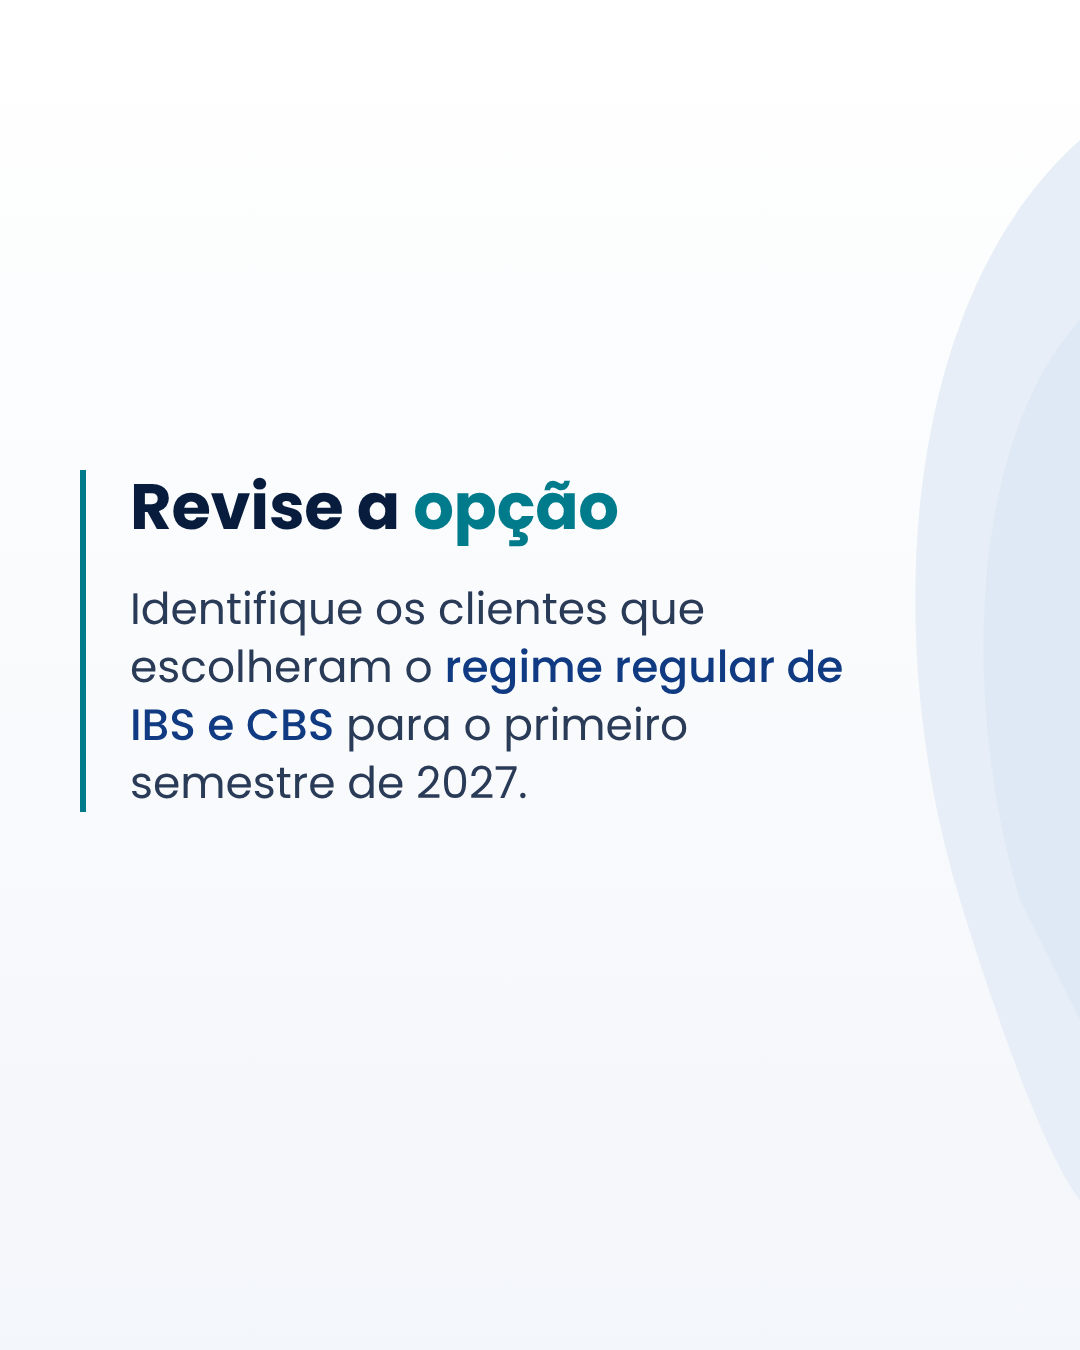 Revise a opção
Identifique os clientes que
escolheram o regime regular de
IBS e CBS para o primeiro
semestre de 2027.